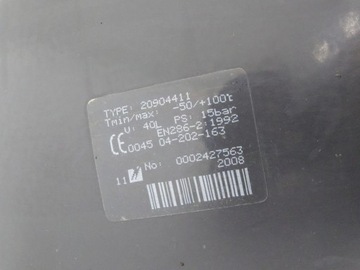 TYPE: 20904411
Tmin/max: -50/+100℃
V: 40L PS: 15bar
EN286-2:1992
CE 0045 04-202-163
11 No: 0002427563
2008